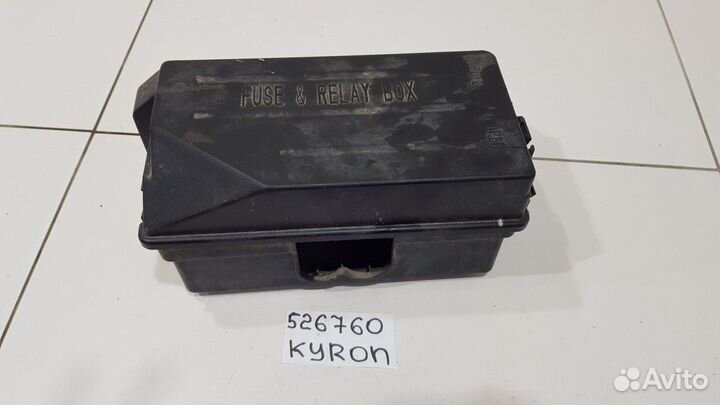 FUSE & RELAY BOX
526760
KYRON
Avito